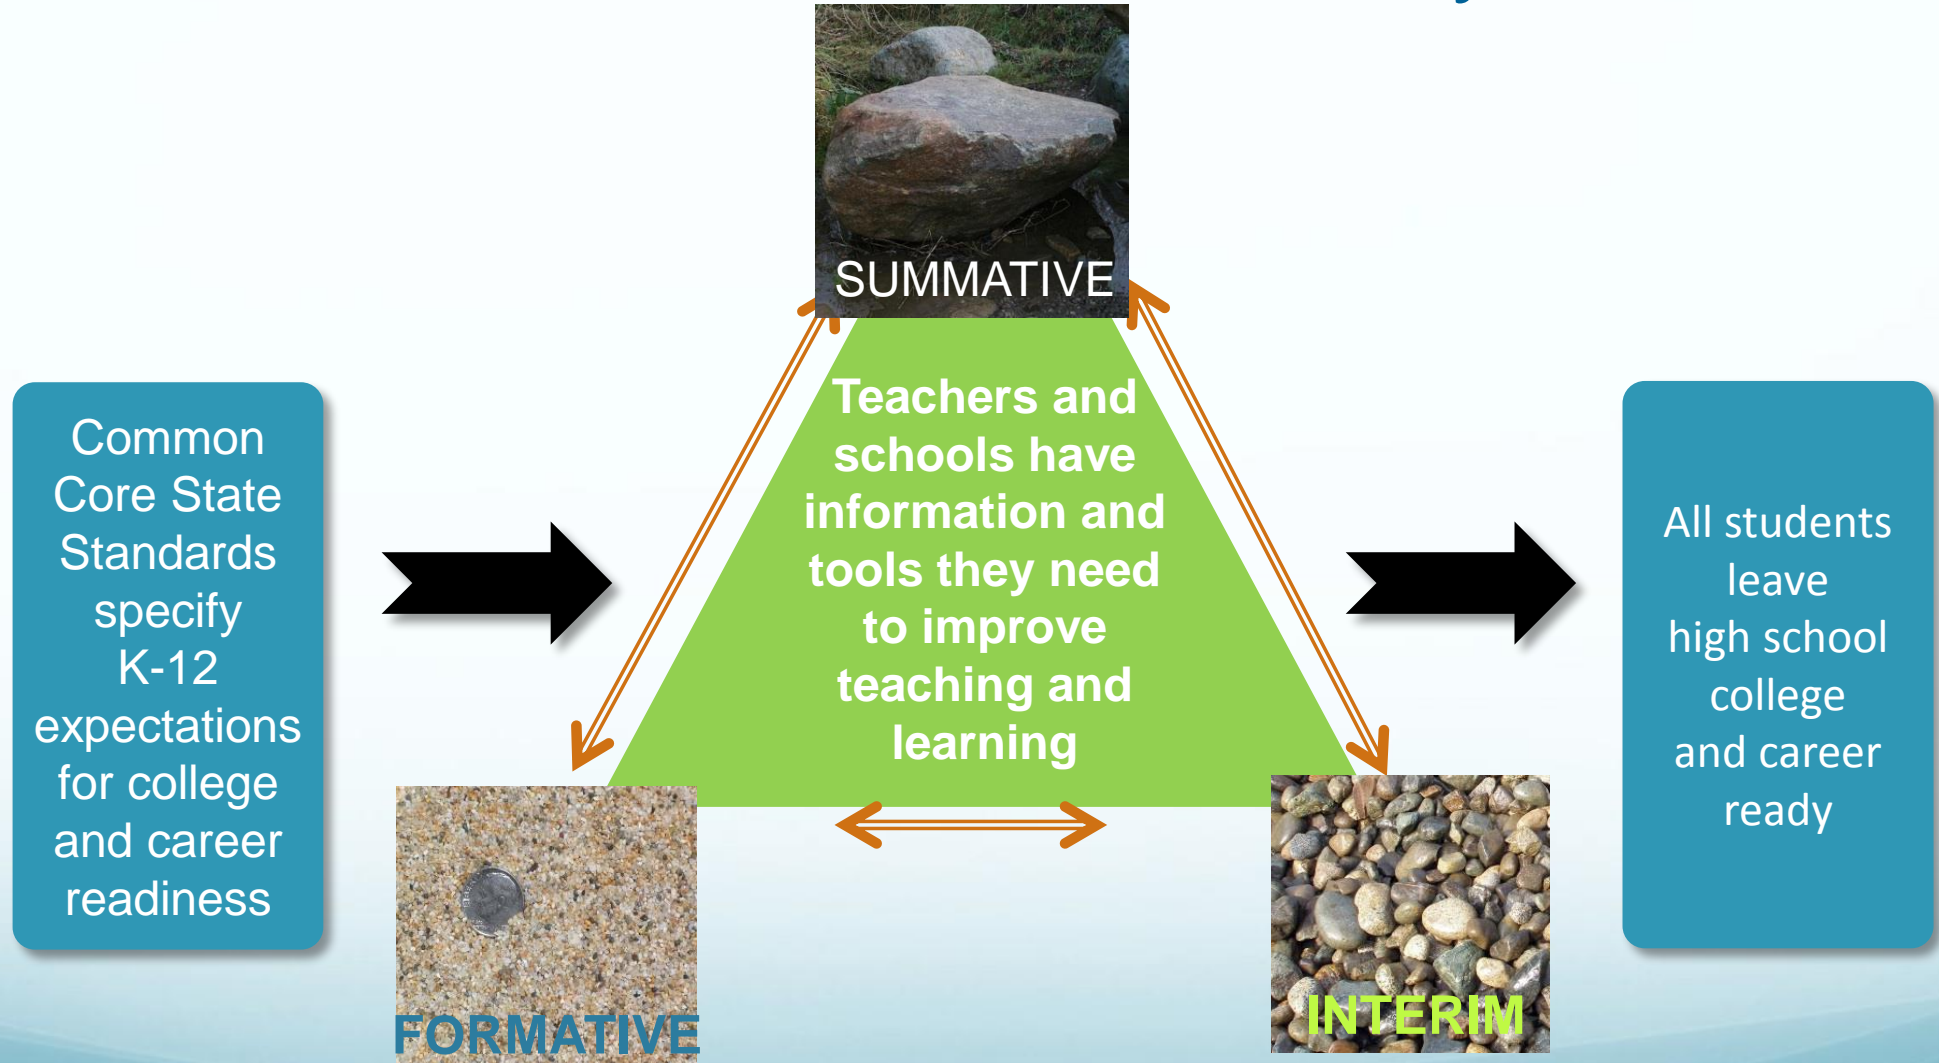 SUMMATIVE
Common
Core State
Standards
specify
K-12
expectations
for college
and career
readiness
Teachers and
schools have
information and
tools they need
to improve
teaching and
learning
All students
leave
high school
college
and career
ready
FORMATIVE
INTERIM